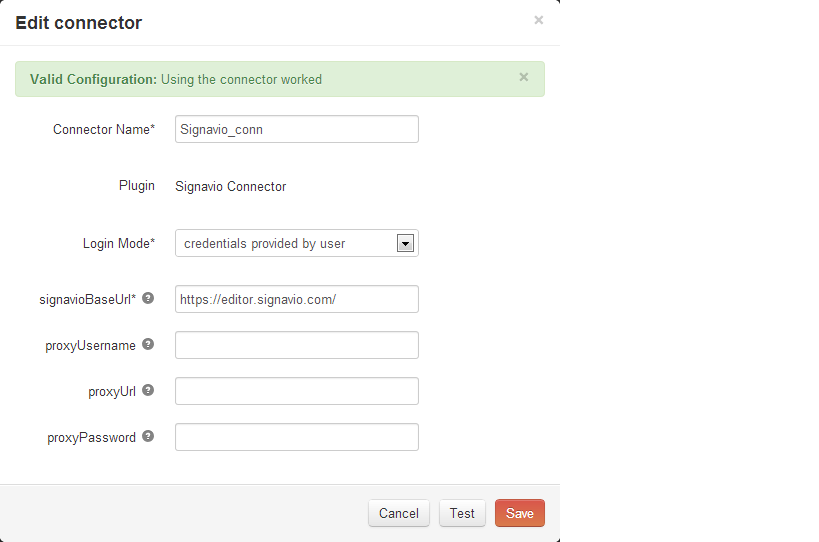 Edit connector ×
Valid Configuration: Using the connector worked ×
Connector Name* Signavio_conn
Plugin Signavio Connector
Login Mode* credentials provided by user
signavioBaseUrl* ? https://editor.signavio.com/
proxyUsername ?
proxyUrl ?
proxyPassword ?
Cancel Test Save